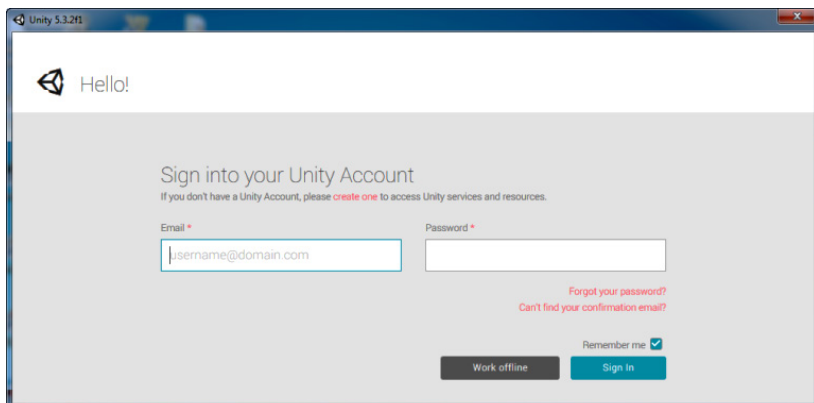 Unity 5.3.2f1
Hello!
Sign into your Unity Account
If you don't have a Unity Account, please create one to access Unity services and resources.
Email *
Password *
username@domain.com
Forgot your password?
Can't find your confirmation email?
Remember me
Work offline
Sign In